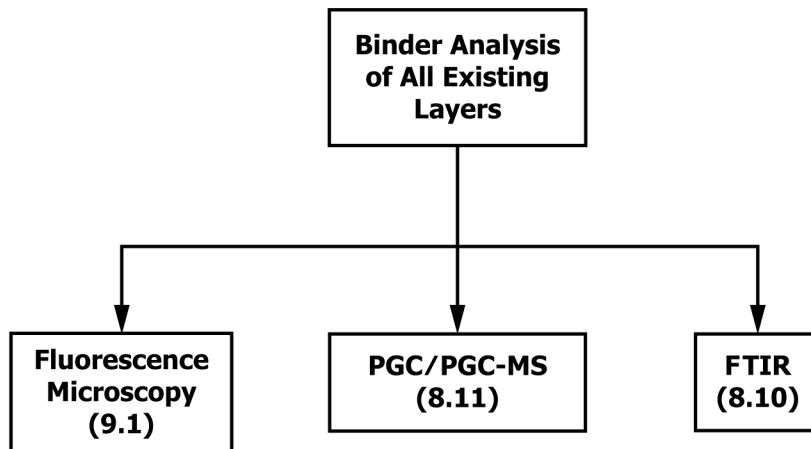 Binder Analysis
of All Existing
Layers
Fluorescence
Microscopy
(9.1)
PGC/PGC-MS
(8.11)
FTIR
(8.10)